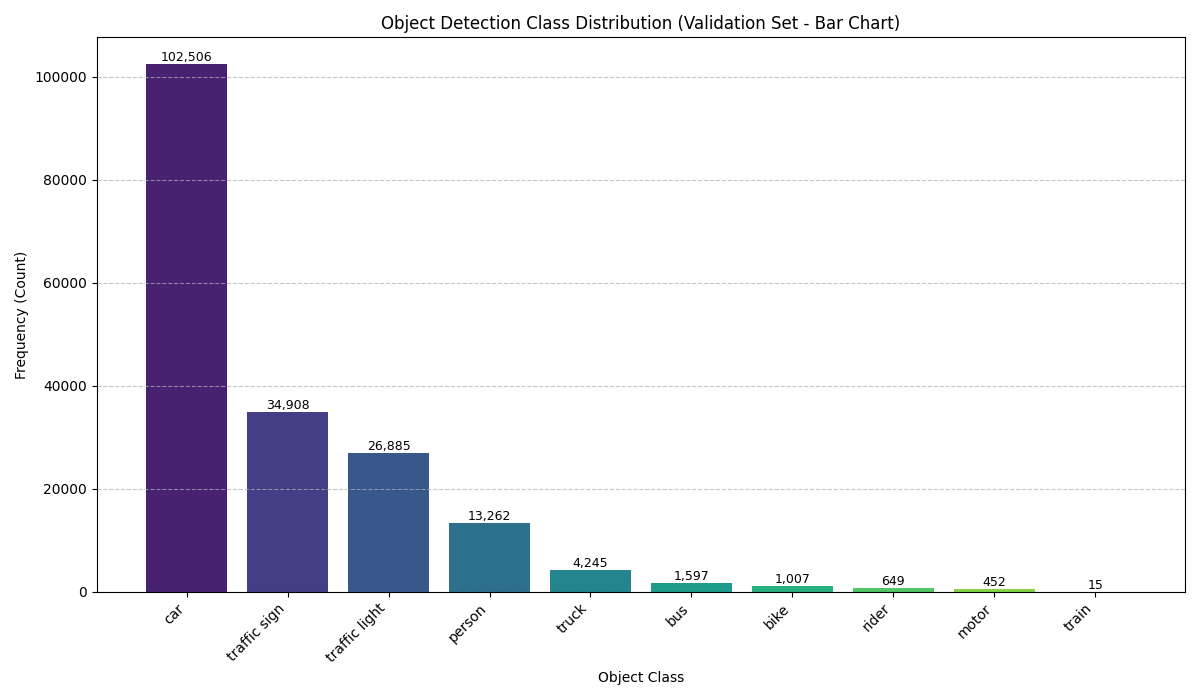 Object Detection Class Distribution (Validation Set - Bar Chart)
Frequency (Count)
100000
80000
60000
40000
20000
0
102,506
34,908
26,885
13,262
4,245
1,597
1,007
649
452
15
car
traffic sign
traffic light
person
truck
bus
bike
rider
motor
train
Object Class